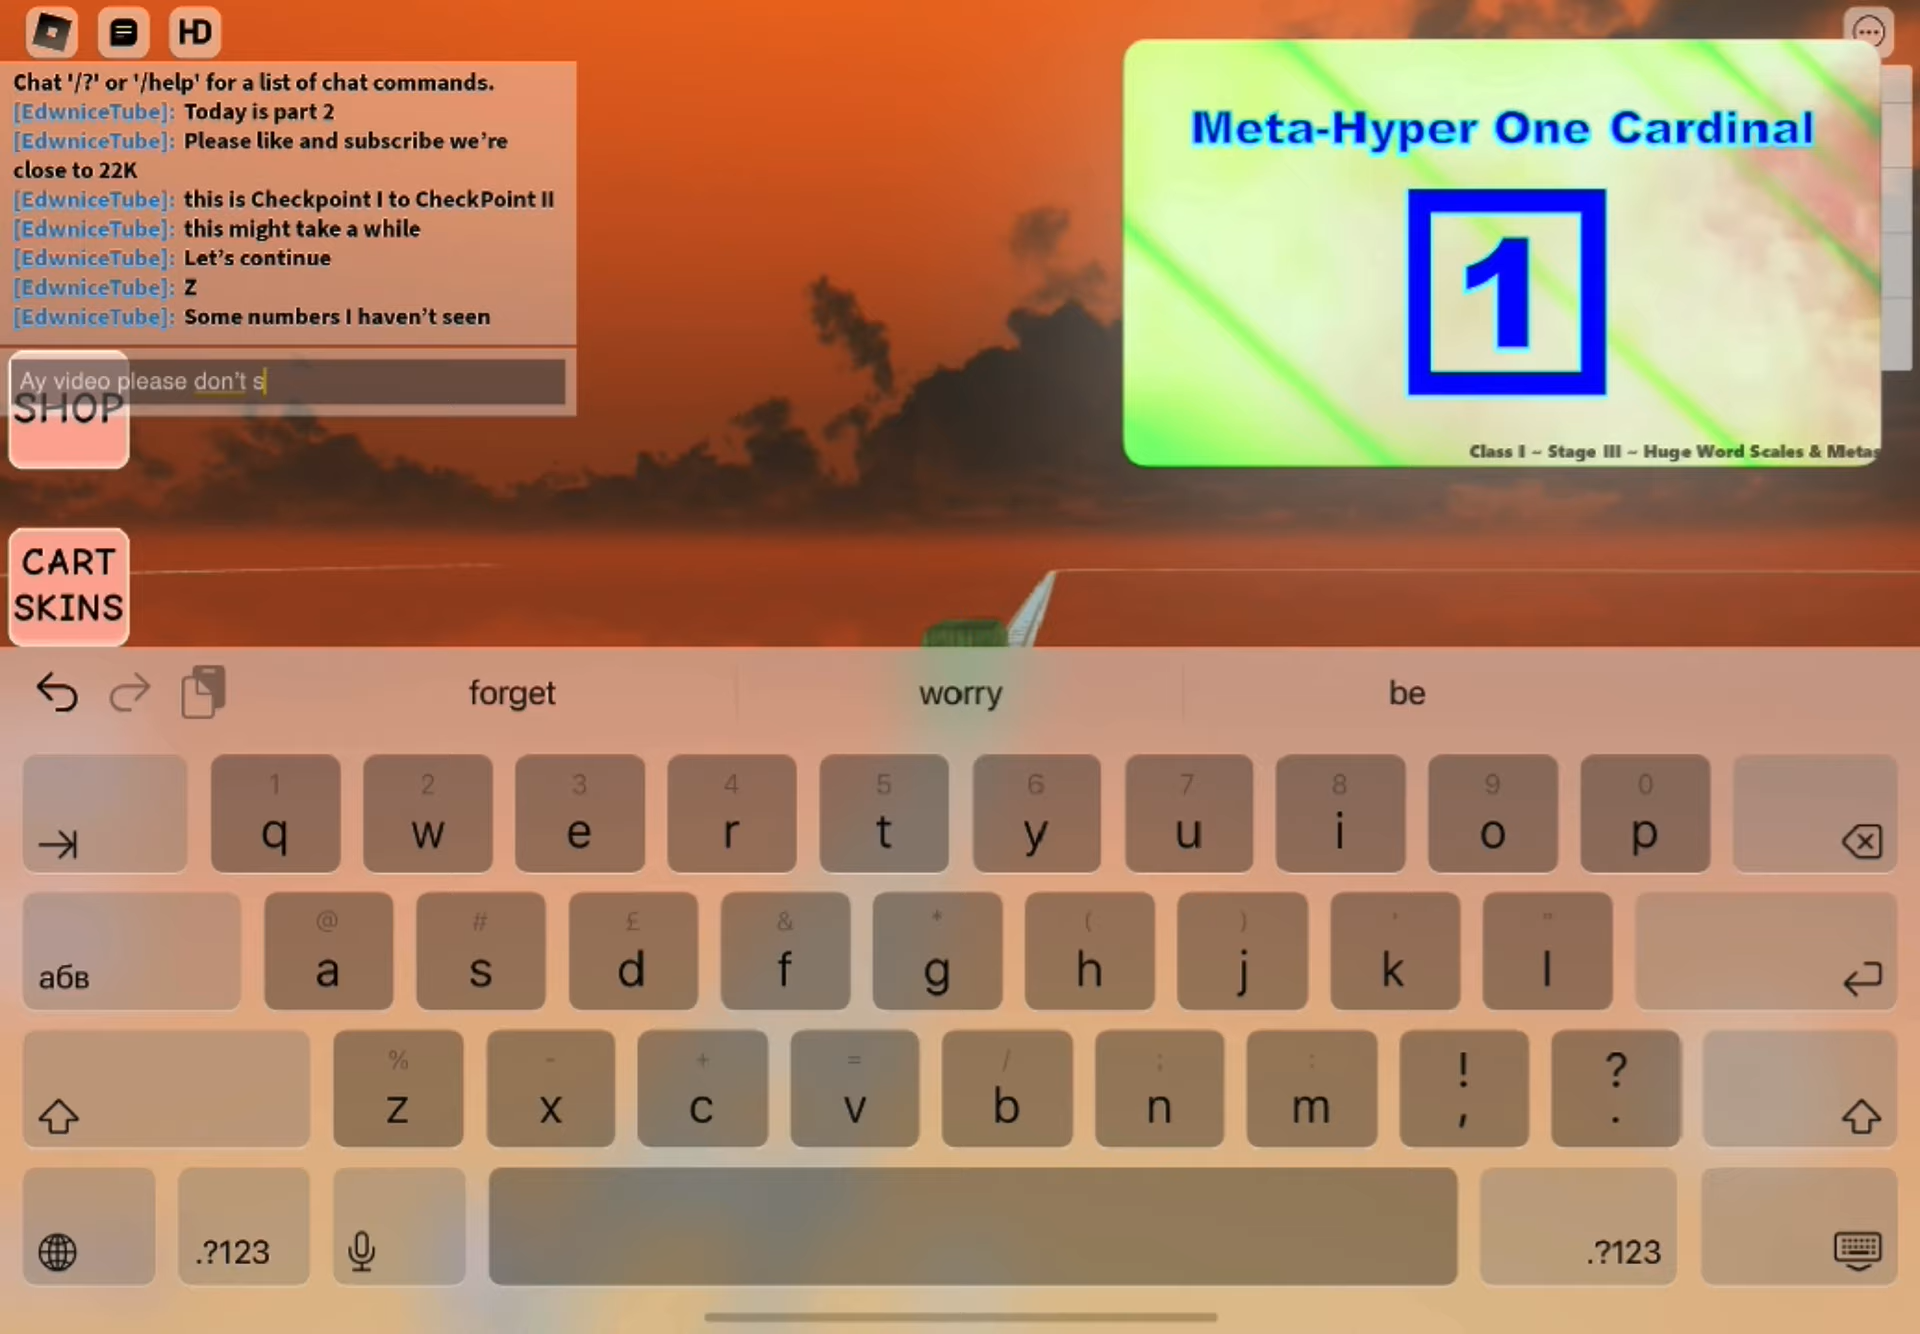 HD
Chat '/?' or '/help' for a list of chat commands.
[EdwniceTube]: Today is part 2
[EdwniceTube]: Please like and subscribe we’re
close to 22K
[EdwniceTube]: this is Checkpoint I to CheckPoint II
[EdwniceTube]: this might take a while
[EdwniceTube]: Let’s continue
[EdwniceTube]: Z
[EdwniceTube]: Some numbers I haven’t seen
Ay video please don’t s
SHOP
CART
SKINS
Meta-Hyper One Cardinal
1
Class I ~ Stage III ~ Huge Word Scales & Metas
forget worry be
1 2 3 4 5 6 7 8 9 0
q w e r t y u i o p
@ # £ & * ( ) ' "
абв a s d f g h j k l
% - + = / ; : ! ?
z x c v b n m , .
.?123 .?123